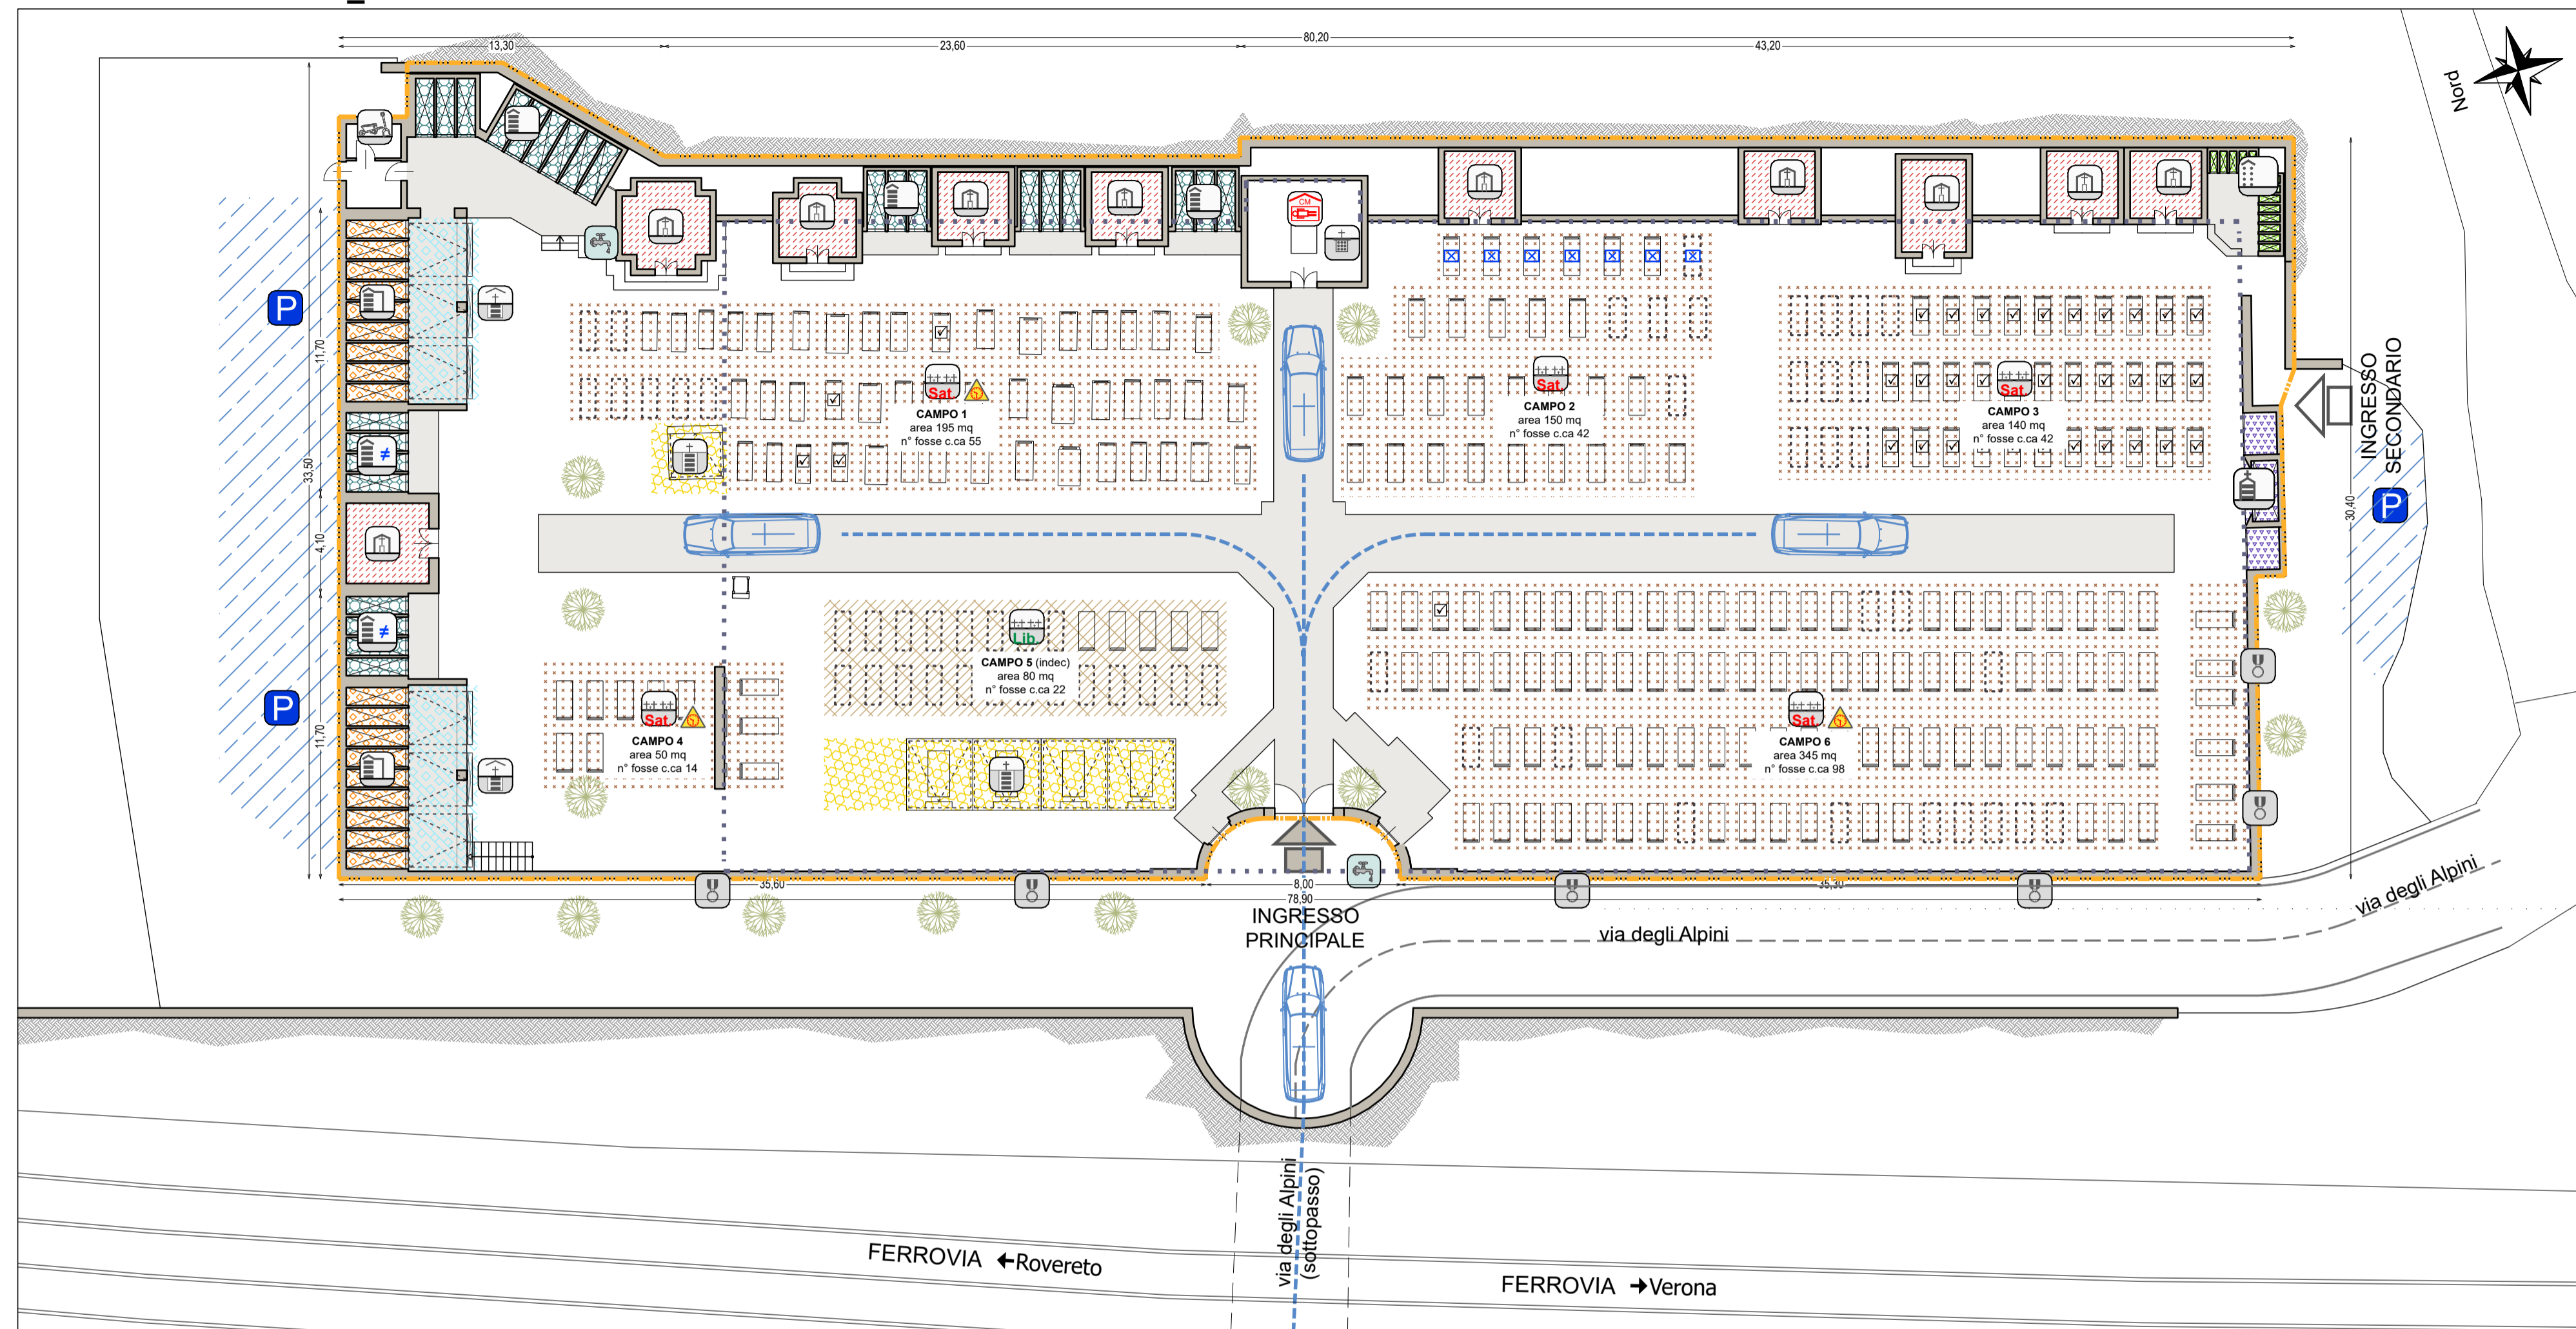 80,20
13,30
23,60
43,20
Nord
CM
P
11,70
33,50
Sat.
CAMPO 1
area 195 mq
n° fosse c.ca 55
Sat.
CAMPO 2
area 150 mq
n° fosse c.ca 42
Sat.
CAMPO 3
area 140 mq
n° fosse c.ca 42
INGRESSO
SECONDARIO
≠
30,40
P
4,10
≠
Lib.
CAMPO 5 (indec)
area 80 mq
n° fosse c.ca 22
P
11,70
Sat.
CAMPO 4
area 50 mq
n° fosse c.ca 14
Sat.
CAMPO 6
area 345 mq
n° fosse c.ca 98
35,60
8,00
35,30
78,90
INGRESSO
PRINCIPALE
via degli Alpini
via degli Alpini
via degli Alpini
(sottopasso)
FERROVIA ←Rovereto
FERROVIA →Verona